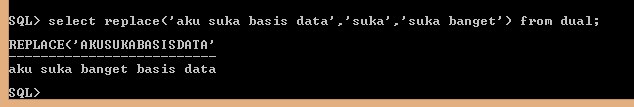 SQL> select replace('aku suka basis data','suka','suka banget') from dual;
REPLACE('AKUSUKABASISDATA'
--------------------------
aku suka banget basis data
SQL>